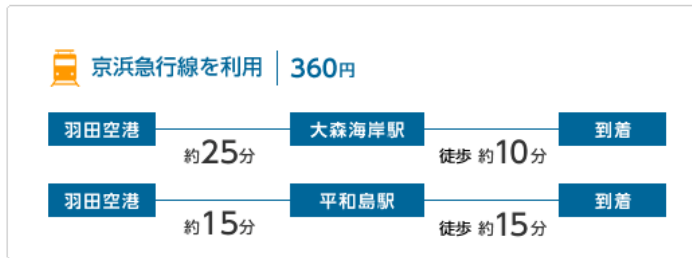 京浜急行線を利用 360円
羽田空港 大森海岸駅 到着
約25分 徒歩 約10分
羽田空港 平和島駅 到着
約15分 徒歩 約15分